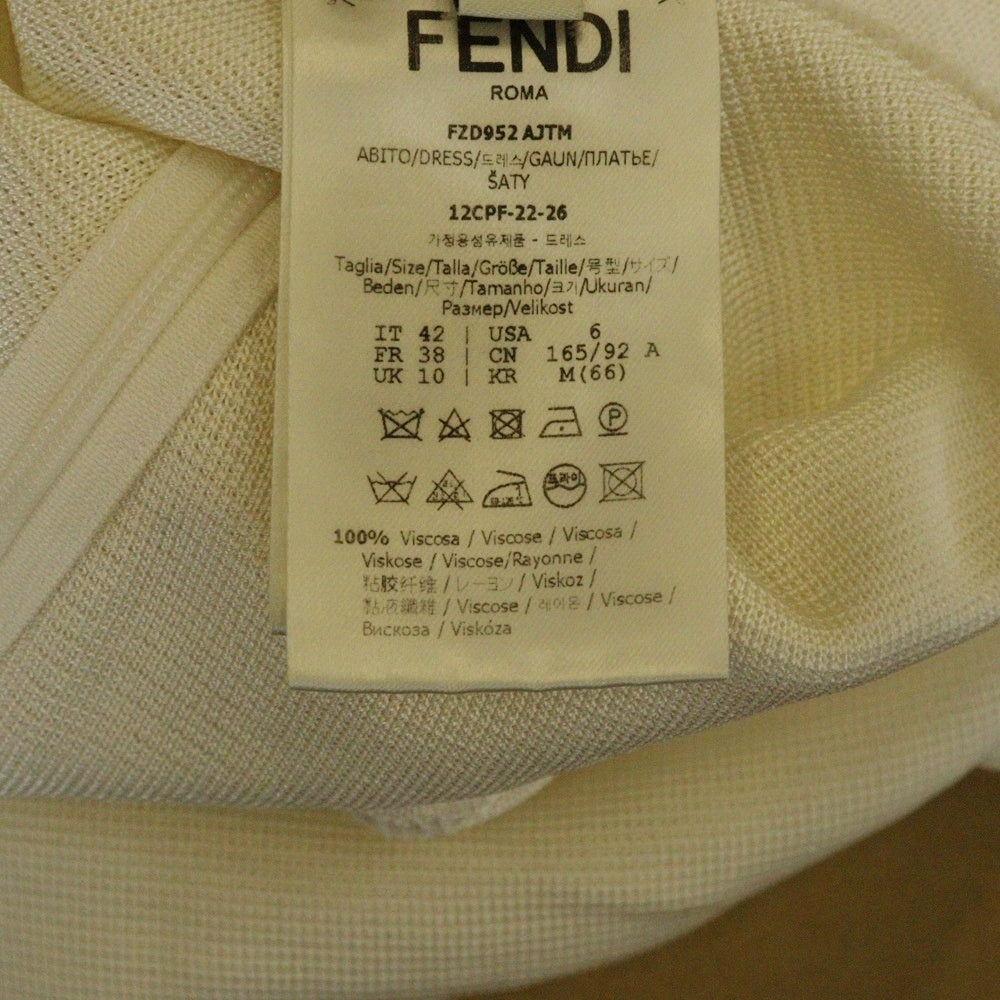 FENDI
ROMA
FZD952 AJTM
ABITO/DRESS/드레스/GAUN/ПЛАТЬЕ/
ŠATY
12CPF-22-26
가정용섬유제품 - 드레스
Taglia/Size/Talla/Größe/Taille/号型/サイズ/
Beden/尺寸/Tamanho/크기/Ukuran/
Размер/Velikost
IT 42 | USA 6
FR 38 | CN 165/92 A
UK 10 | KR M(66)
P
드라이
100% Viscosa / Viscose / Viscosa /
Viskose / Viscose/Rayonne /
粘胶纤维 / レーヨン / Viskoz /
黏液纖維 / Viscose / 레이온 / Viscose /
Вискоза / Viskóza